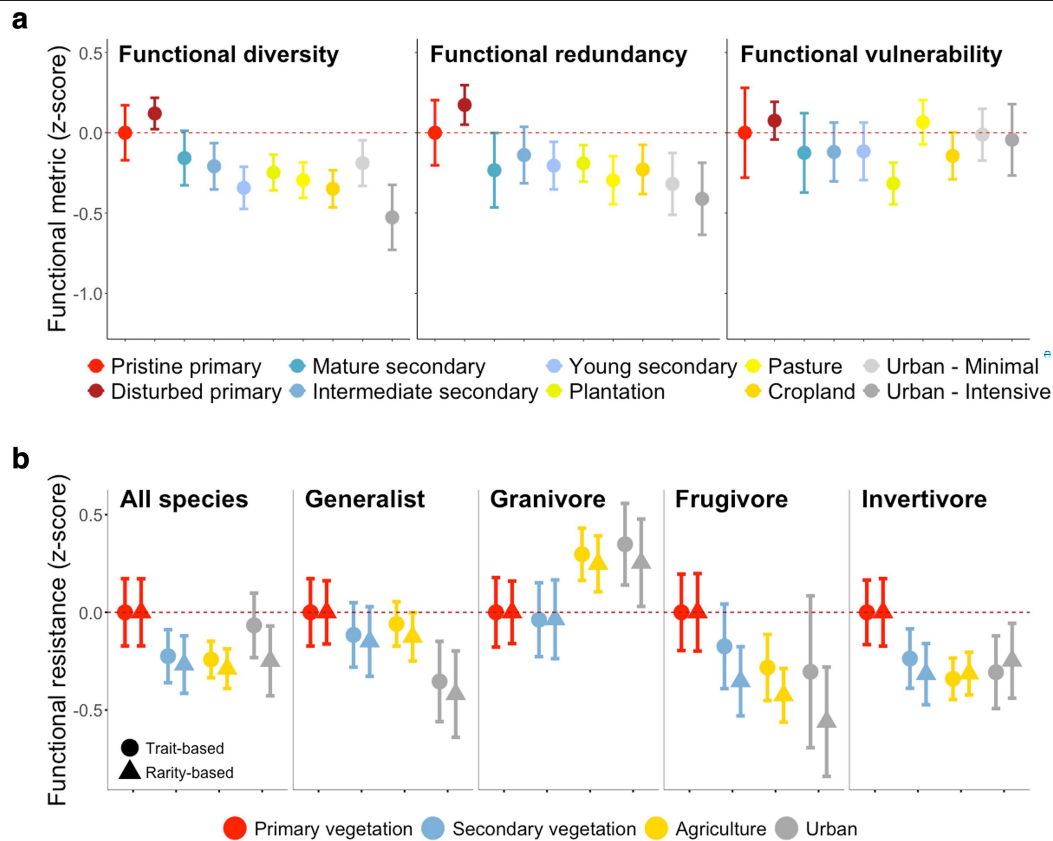 a
Functional metric (z-score)
Functional diversity
Functional redundancy
Functional vulnerability
0.5
0.0
-0.5
-1.0
Pristine primary Mature secondary Young secondary Pasture Urban - Minimal
Disturbed primary Intermediate secondary Plantation Cropland Urban - Intensive
b
Functional resistance (z-score)
All species
Generalist
Granivore
Frugivore
Invertivore
0.5
0.0
-0.5
Trait-based
Rarity-based
Primary vegetation Secondary vegetation Agriculture Urban